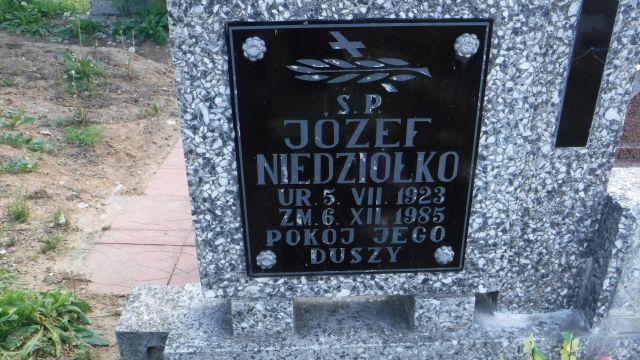 Ś.P.
JÓZEF
NIEDZIÓŁKO
UR. 5. VII. 1923
ZM. 6. XII. 1985
POKÓJ JEGO
DUSZY